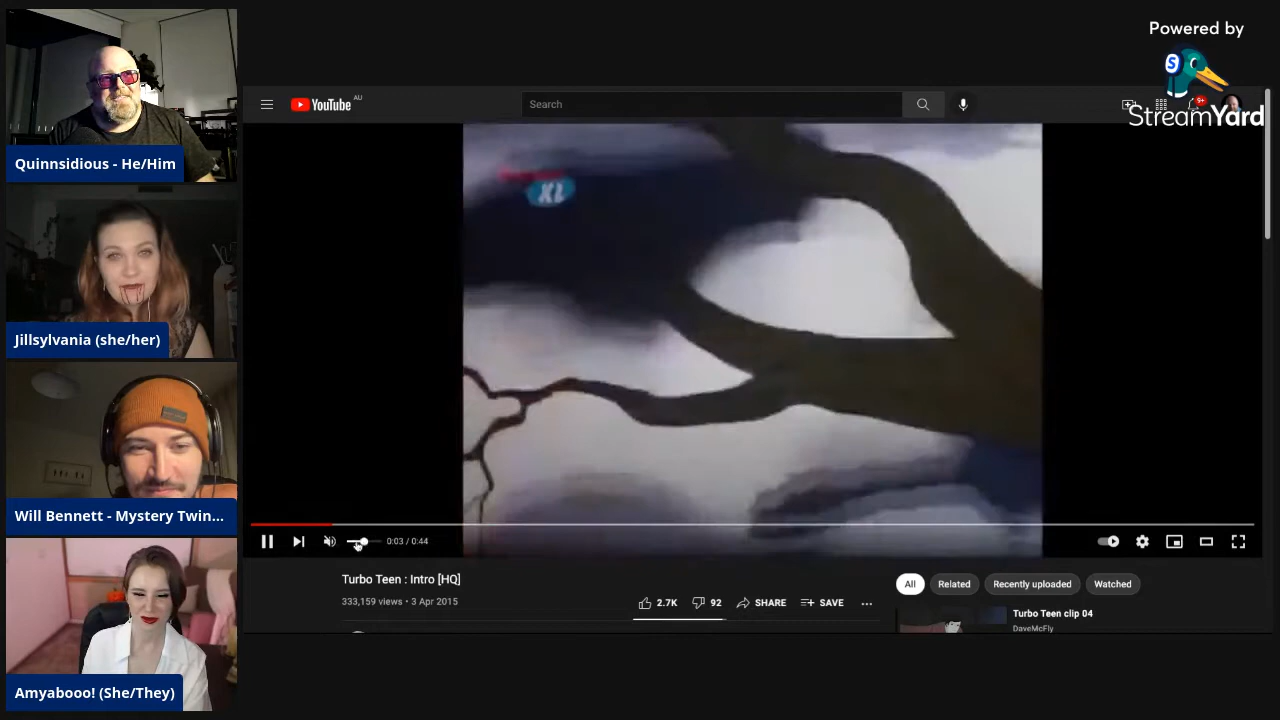 Powered by
StreamYard
YouTube AU
Search
9+
XL
Quinnsidious - He/Him
Jillsylvania (she/her)
Will Bennett - Mystery Twin...
Amyabooo! (She/They)
0:03 / 0:44
Turbo Teen : Intro [HQ]
333,159 views • 3 Apr 2015
2.7K
92
SHARE
SAVE
All
Related
Recently uploaded
Watched
Turbo Teen clip 04
DaveMcFly